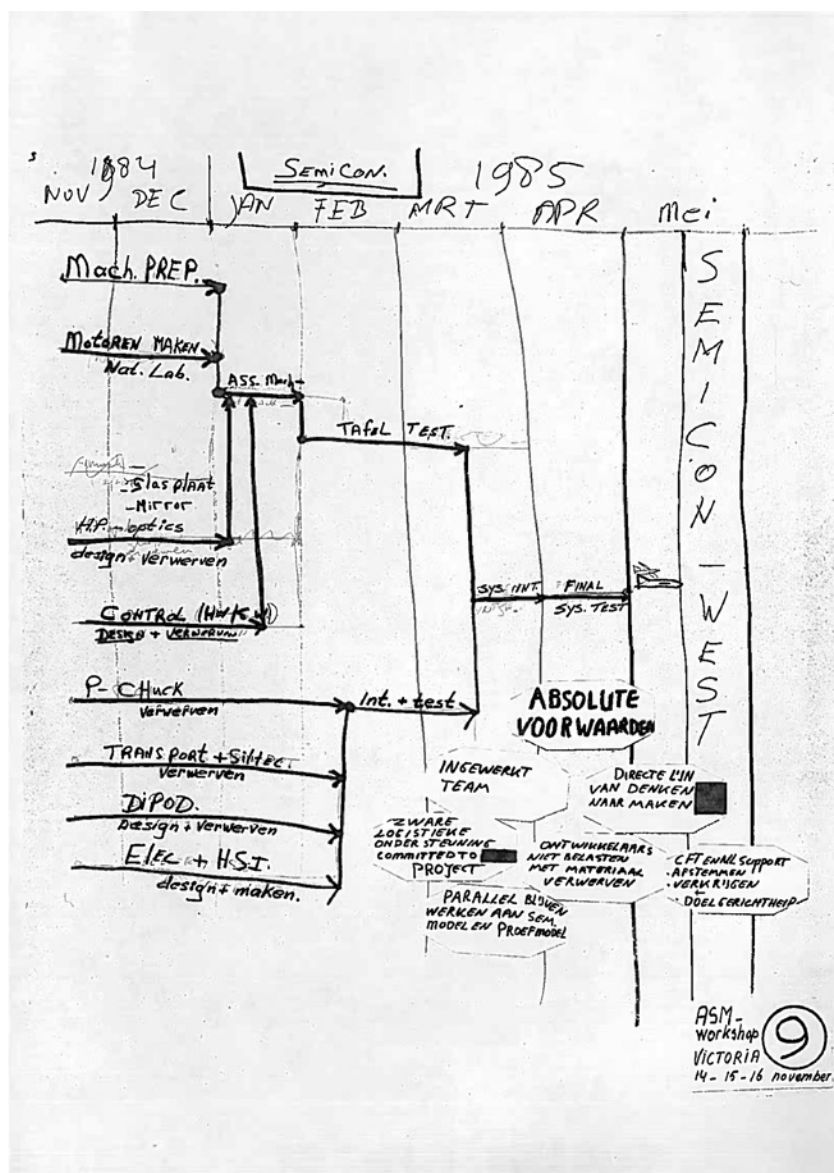 1984
SEMICON.
1985
NOV
DEC
JAN
FEB
MRT
APR
Mei
Mach. PREP.
MOTOREN MAKEN
Nat. Lab.
ASS. Mach.
TAFEL TEST.
- Glasplaat
- Mirror
H.P. - optics
design + verwerven
CONTROL (HW/SW)
DESIGN + VERWERVEN
SYS. INT.
FINAL
SYS. TEST
P-CHuck
verwerven
Int. + test
TRANSPORT +
verwerven
DIPOD.
Design + verwerven
ELEC + H.S.I.
design + maken.
SEMICON-WEST
ABSOLUTE
VOORWAARDEN
INGEWERKT
TEAM
DIRECTE LIJN
VAN DENKEN
NAAR MAKEN
ZWARE
LOGISTIEKE
ONDERSTEUNING
COMMITTED TO
PROJECT
ONTWIKKELAARS
NIET BELASTEN
MET MATERIAAL
VERWERVEN
CFT EN NL SUPPORT
- AFSTEMMEN
- VERKRIJGEN
- DOELGERICHTHEID
PARALLEL BLIJVEN
WERKEN AAN SEM.
MODEL EN PROEFMODEL
ASM-
workshop
VICTORIA
14-15-16 november
9